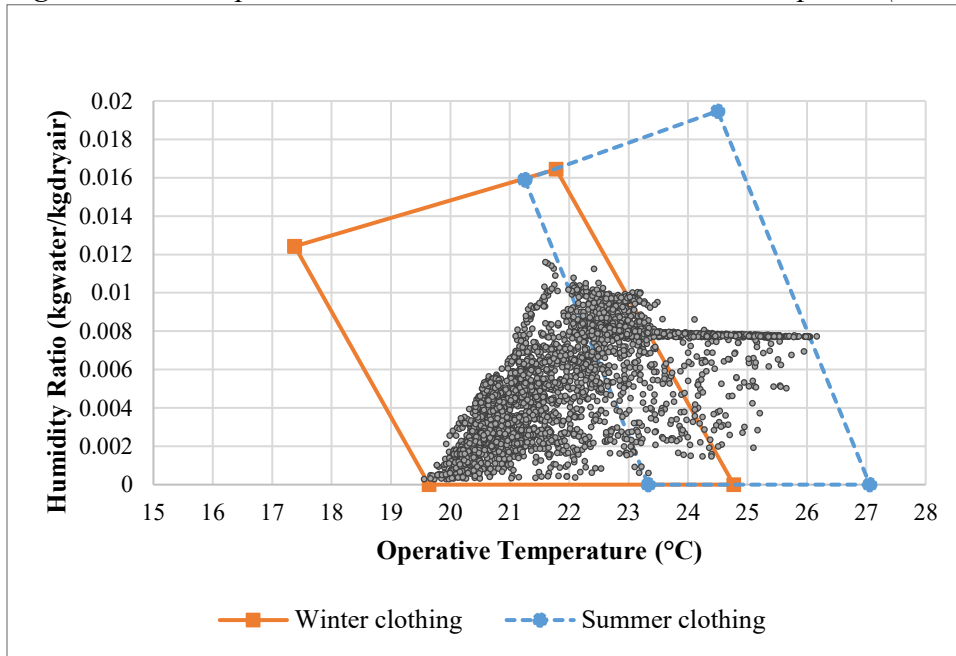 Humidity Ratio (kgwater/kgdryair)
0.02
0.018
0.016
0.014
0.012
0.01
0.008
0.006
0.004
0.002
0
15 16 17 18 19 20 21 22 23 24 25 26 27 28
Operative Temperature (°C)
Winter clothing Summer clothing